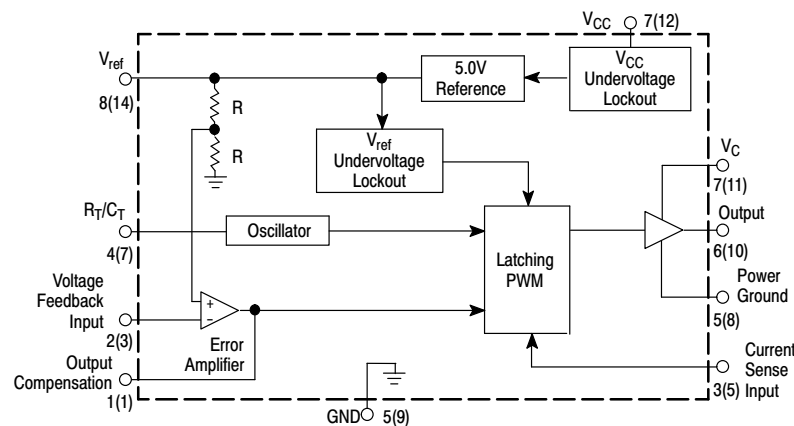 VCC 7(12)
Vref
8(14)
5.0V
Reference
VCC
Undervoltage
Lockout
R
R
Vref
Undervoltage
Lockout
VC
7(11)
RT/CT
4(7)
Oscillator
Latching
PWM
Output
6(10)
Voltage
Feedback
Input
2(3)
+
−
Error
Amplifier
Power
Ground
5(8)
Output
Compensation
1(1)
Current
Sense
Input
3(5)
GND 5(9)